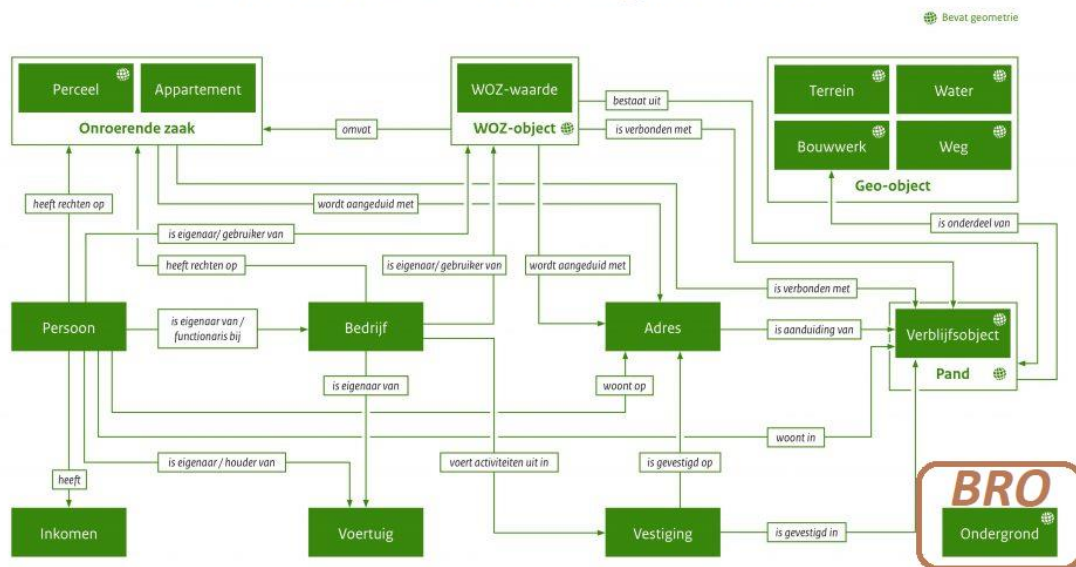 Bevat geometrie
Perceel
Appartement
Onroerende zaak
omvat
WOZ-waarde
WOZ-object
bestaat uit
is verbonden met
Terrein
Water
Bouwwerk
Weg
Geo-object
heeft rechten op
wordt aangeduid met
is eigenaar/ gebruiker van
heeft rechten op
is eigenaar/ gebruiker van
wordt aangeduid met
is onderdeel van
is verbonden met
Persoon
is eigenaar van /
functionaris bij
Bedrijf
Adres
is aanduiding van
Verblijfsobject
Pand
is eigenaar van
woont op
woont in
is eigenaar / houder van
voert activiteiten uit in
is gevestigd op
heeft
BRO
Inkomen
Voertuig
Vestiging
is gevestigd in
Ondergrond